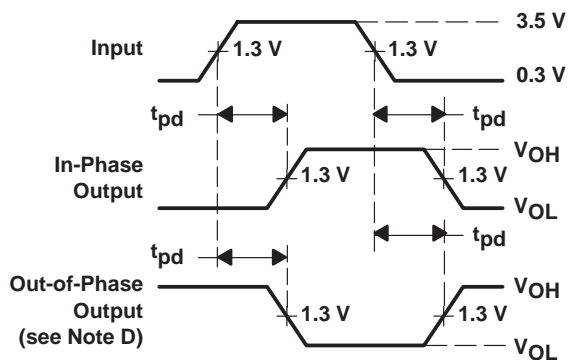 3.5 V
Input
1.3 V
1.3 V
0.3 V
tpd
tpd
VOH
In-Phase
Output
1.3 V
1.3 V
VOL
tpd
tpd
Out-of-Phase
Output
(see Note D)
VOH
1.3 V
1.3 V
VOL